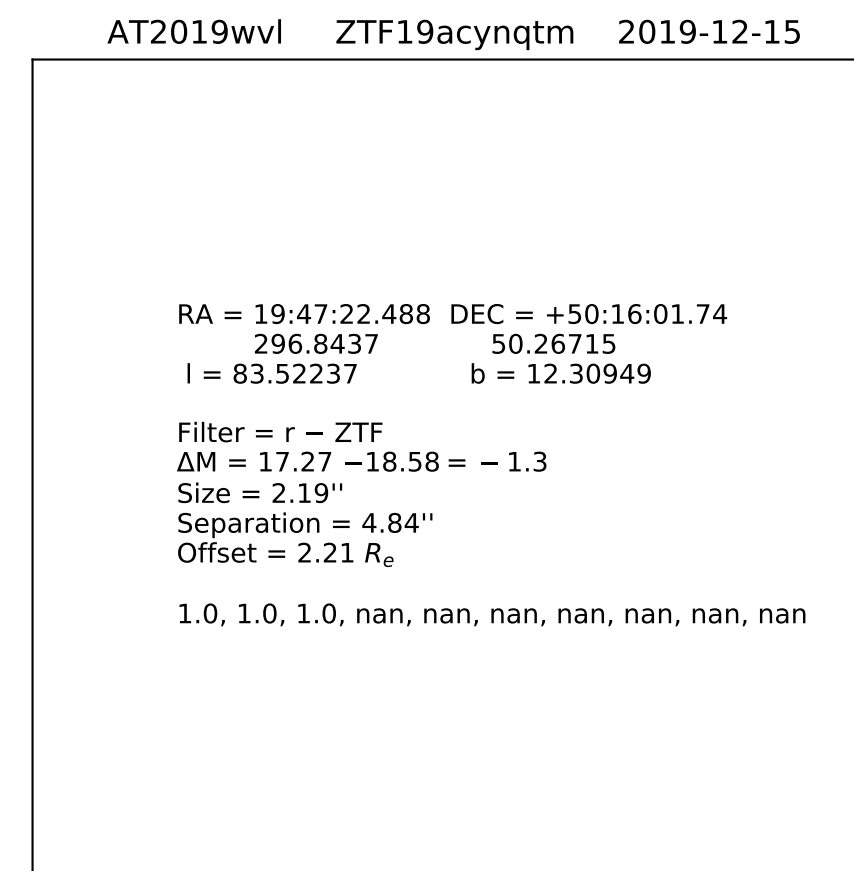 AT2019wvl ZTF19acynqtm 2019-12-15
RA = 19:47:22.488 DEC = +50:16:01.74
296.8437 50.26715
l = 83.52237 b = 12.30949
Filter = r − ZTF
ΔM = 17.27 −18.58 = − 1.3
Size = 2.19''
Separation = 4.84''
Offset = 2.21 Rₑ
1.0, 1.0, 1.0, nan, nan, nan, nan, nan, nan, nan